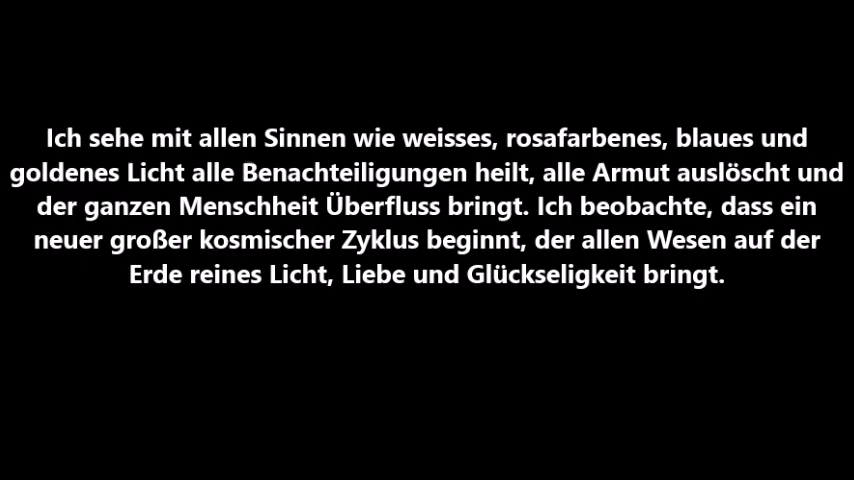 Ich sehe mit allen Sinnen wie weisses, rosafarbenes, blaues und
goldenes Licht alle Benachteiligungen heilt, alle Armut auslöscht und
der ganzen Menschheit Überfluss bringt. Ich beobachte, dass ein
neuer großer kosmischer Zyklus beginnt, der allen Wesen auf der
Erde reines Licht, Liebe und Glückseligkeit bringt.